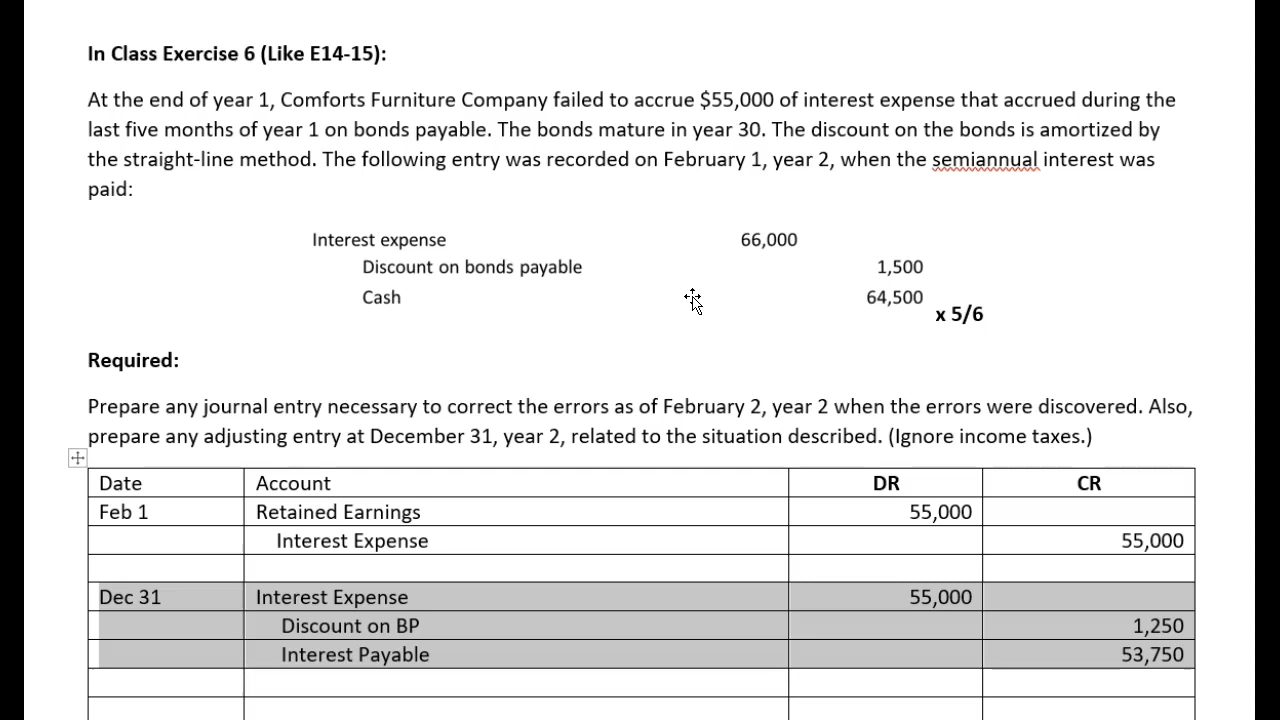 In Class Exercise 6 (Like E14-15):
At the end of year 1, Comforts Furniture Company failed to accrue $55,000 of interest expense that accrued during the
last five months of year 1 on bonds payable. The bonds mature in year 30. The discount on the bonds is amortized by
the straight-line method. The following entry was recorded on February 1, year 2, when the semiannual interest was
paid:
Interest expense 66,000
Discount on bonds payable 1,500
Cash 64,500
x 5/6
Required:
Prepare any journal entry necessary to correct the errors as of February 2, year 2 when the errors were discovered. Also,
prepare any adjusting entry at December 31, year 2, related to the situation described. (Ignore income taxes.)
Date Account DR CR
Feb 1 Retained Earnings 55,000
Interest Expense 55,000
Dec 31 Interest Expense 55,000
Discount on BP 1,250
Interest Payable 53,750